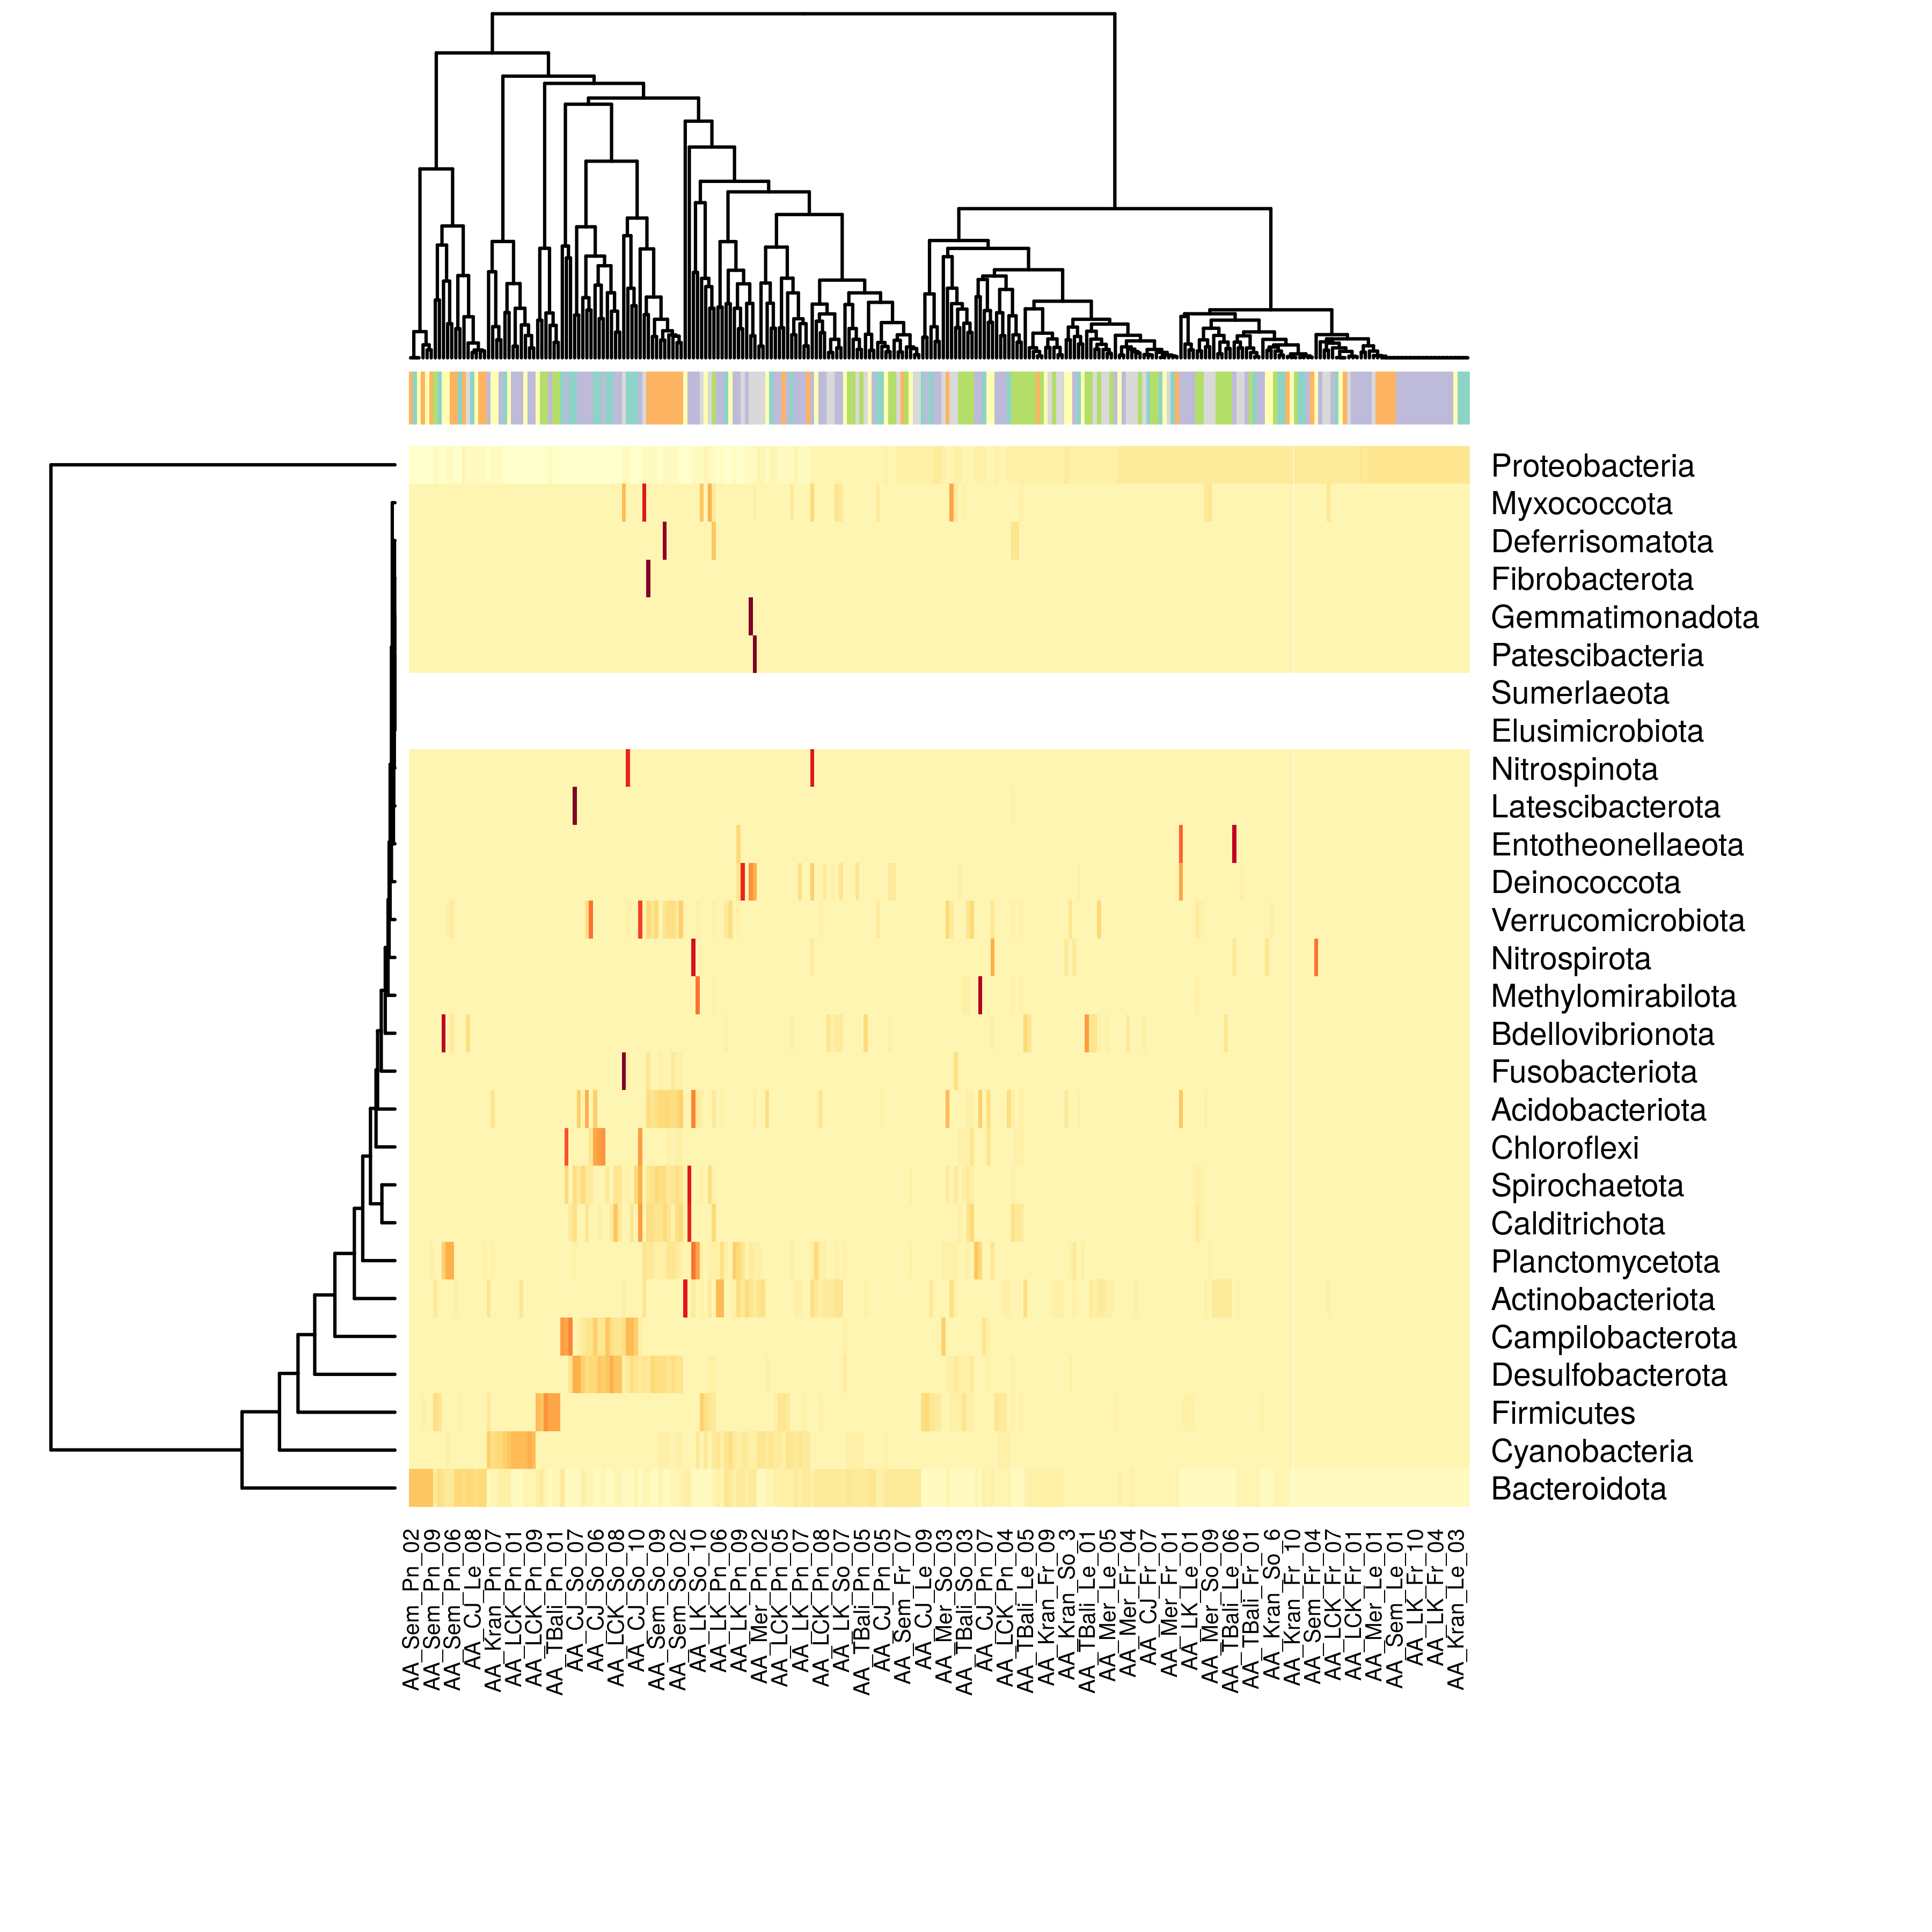 Proteobacteria
Myxococcota
Deferrisomatota
Fibrobacterota
Gemmatimonadota
Patescibacteria
Sumerlaeota
Elusimicrobiota
Nitrospinota
Latescibacterota
Entotheonellaeota
Deinococcota
Verrucomicrobiota
Nitrospirota
Methylomirabilota
Bdellovibrionota
Fusobacteriota
Acidobacteriota
Chloroflexi
Spirochaetota
Calditrichota
Planctomycetota
Actinobacteriota
Campilobacterota
Desulfobacterota
Firmicutes
Cyanobacteria
Bacteroidota
AA_Sem_Pn_02
AA_Sem_Pn_09
AA_Sem_Pn_06
AA_CJ_Le_08
AA_Kran_Pn_07
AA_LCK_Pn_01
AA_LCK_Pn_09
AA_TBali_Pn_01
AA_CJ_So_07
AA_CJ_So_06
AA_LCK_So_08
AA_CJ_So_10
AA_Sem_So_09
AA_Sem_So_02
AA_LK_So_10
AA_LK_Pn_06
AA_LK_Pn_09
AA_Mer_Pn_02
AA_LCK_Pn_05
AA_LK_Pn_07
AA_LCK_Pn_08
AA_LK_So_07
AA_TBali_Pn_05
AA_CJ_Pn_05
AA_Sem_Fr_07
AA_CJ_Le_09
AA_Mer_So_03
AA_TBali_So_03
AA_CJ_Pn_07
AA_LCK_Pn_04
AA_TBali_Le_05
AA_Kran_Fr_09
AA_Kran_So_3
AA_TBali_Le_01
AA_Mer_Le_05
AA_Mer_Fr_04
AA_CJ_Fr_07
AA_Mer_Fr_01
AA_LK_Le_01
AA_Mer_So_09
AA_TBali_Le_06
AA_TBali_Fr_01
AA_Kran_So_6
AA_Kran_Fr_10
AA_Sem_Fr_04
AA_LCK_Fr_07
AA_LCK_Fr_01
AA_Mer_Le_01
AA_Sem_Le_01
AA_LK_Fr_10
AA_LK_Fr_04
AA_Kran_Le_03